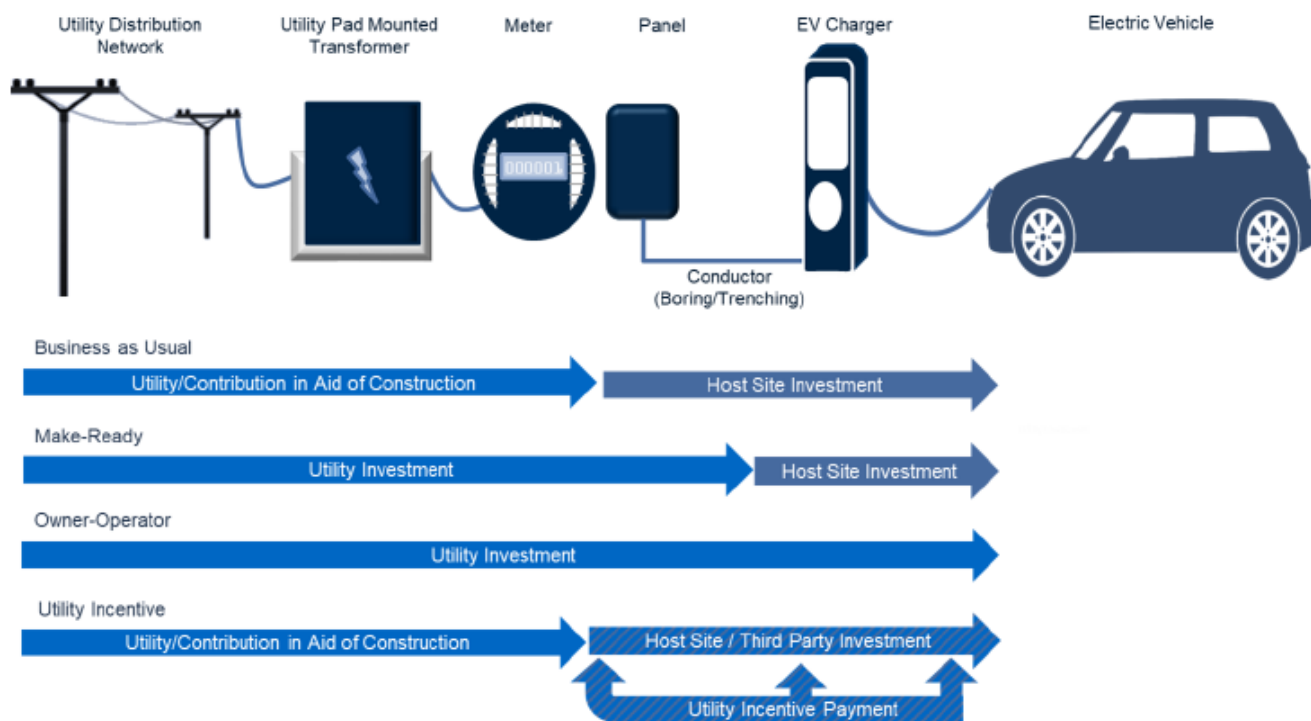 Utility Distribution
Network
Utility Pad Mounted
Transformer
Meter
Panel
EV Charger
Electric Vehicle
000001
Conductor
(Boring/Trenching)
Business as Usual
Utility/Contribution in Aid of Construction
Host Site Investment
Make-Ready
Utility Investment
Host Site Investment
Owner-Operator
Utility Investment
Utility Incentive
Utility/Contribution in Aid of Construction
Host Site / Third Party Investment
Utility Incentive Payment